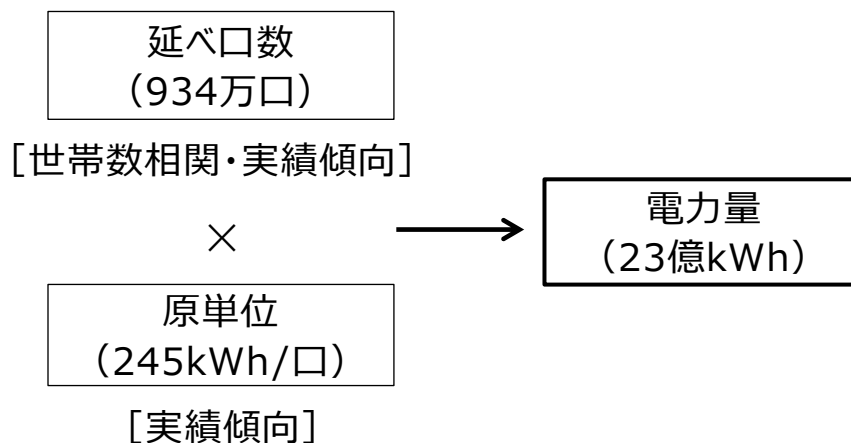 延べ口数
（934万口）
［世帯数相関・実績傾向］
×
原単位
（245kWh/口）
［実績傾向］
電力量
（23億kWh）